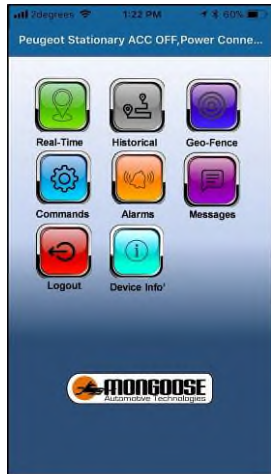 2degrees 1:22 PM 60%
Peugeot Stationary ACC OFF,Power Conne...
Real-Time Historical Geo-Fence
Commands Alarms Messages
Logout Device Info'
MONGOOSE
Automotive Technologies